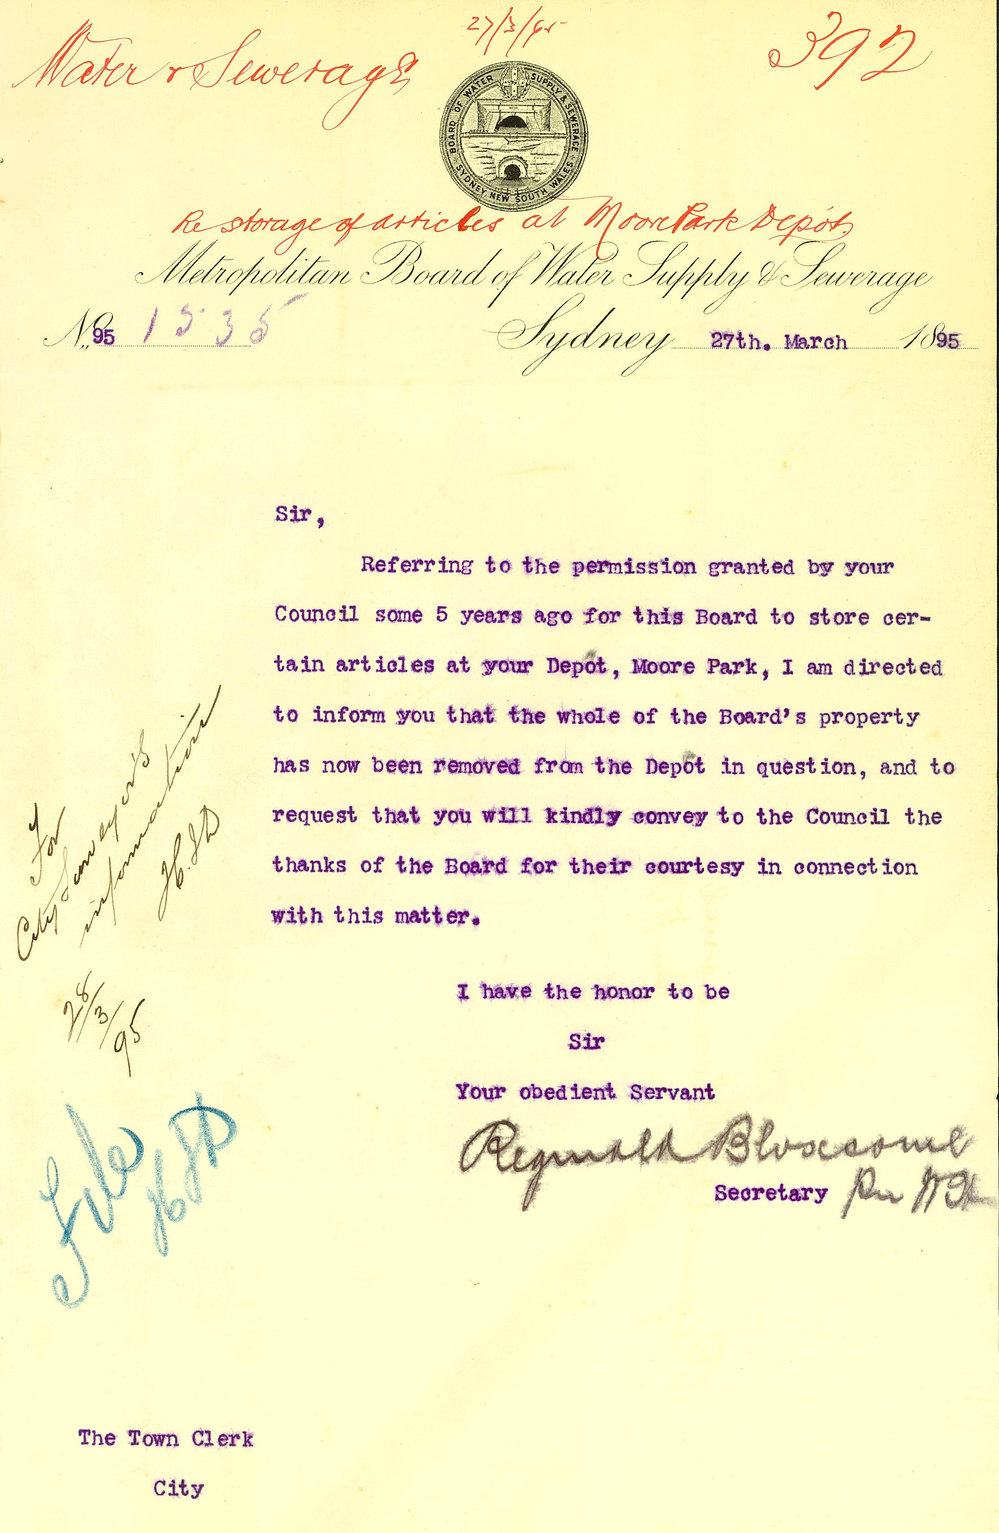 27/3/95
Water & Sewerage
392
BOARD OF WATER SUPPLY & SEWERAGE
SYDNEY NEW SOUTH WALES
Re storage of articles at Moore Park Depôt.
Metropolitan Board of Water Supply & Sewerage
No. 95 1535
Sydney 27th. March 1895
Sir,
Referring to the permission granted by your
Council some 5 years ago for this Board to store cer-
tain articles at your Depôt, Moore Park, I am directed
to inform you that the whole of the Board's property
has now been removed from the Depôt in question, and to
request that you will kindly convey to the Council the
thanks of the Board for their courtesy in connection
with this matter.
For
City Surveyor's
information
28/3/95
I have the honor to be
Sir
Your obedient Servant
Reginald Bloxsome
Secretary
File
The Town Clerk
City